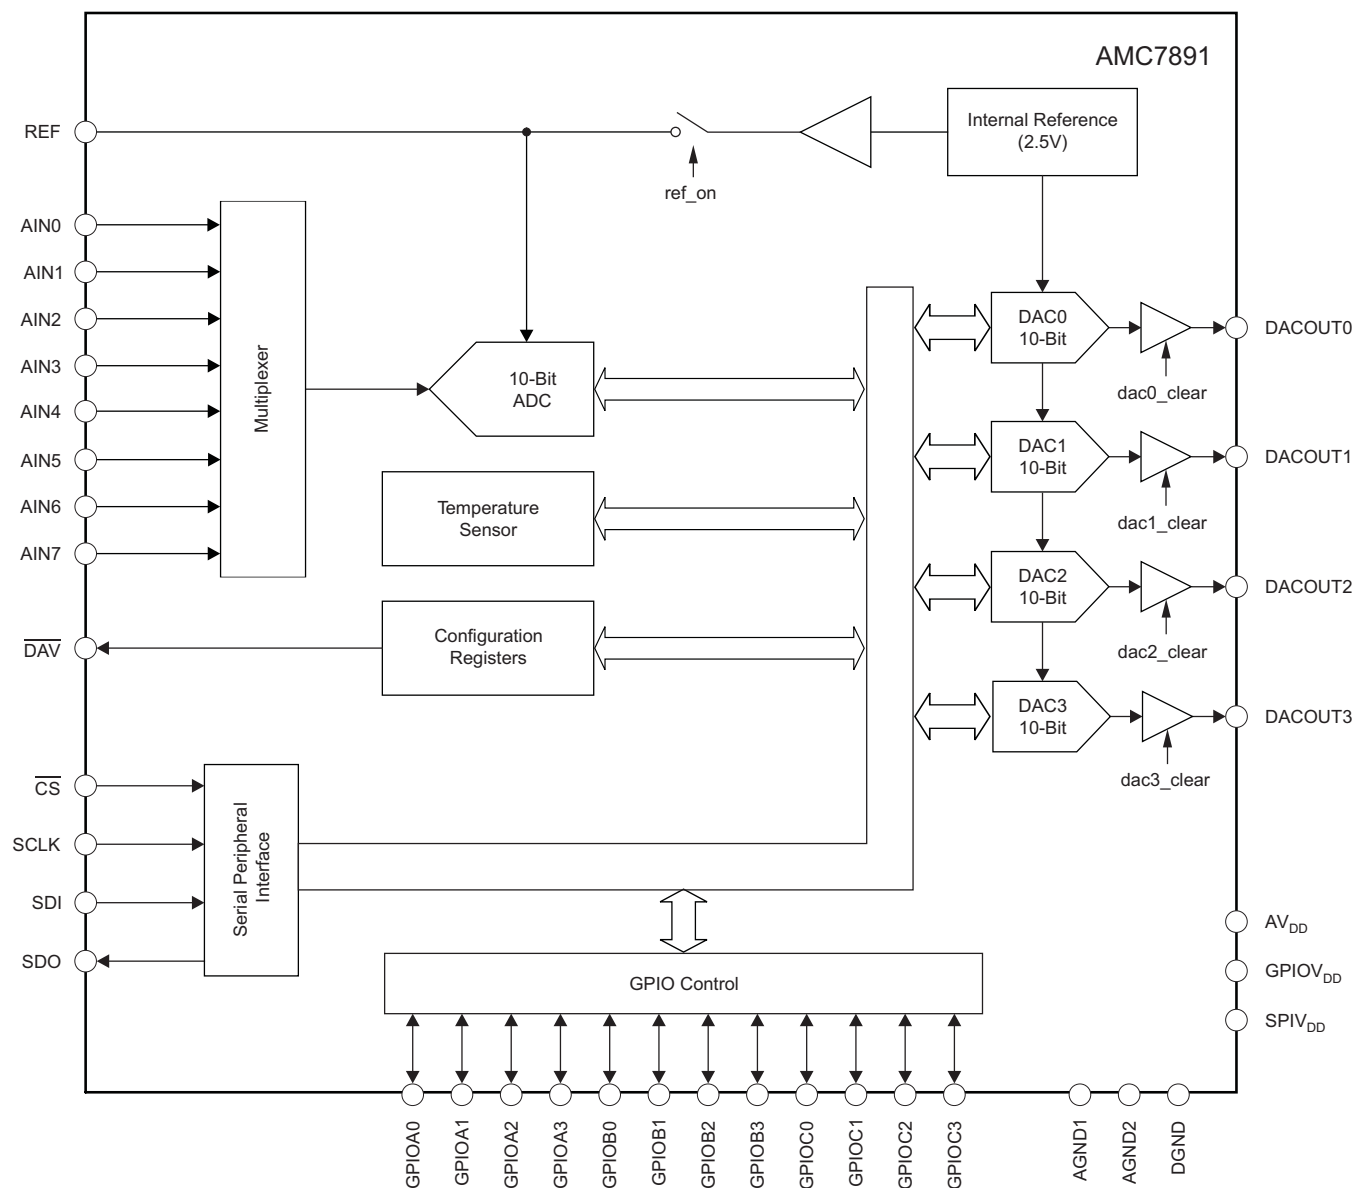 AMC7891
REF
Internal Reference
(2.5V)
ref_on
AIN0
AIN1
AIN2
AIN3
AIN4
AIN5
AIN6
AIN7
Multiplexer
10-Bit
ADC
Temperature
Sensor
DAV
Configuration
Registers
DAC0
10-Bit
DACOUT0
dac0_clear
DAC1
10-Bit
DACOUT1
dac1_clear
DAC2
10-Bit
DACOUT2
dac2_clear
DAC3
10-Bit
DACOUT3
dac3_clear
CS
SCLK
SDI
SDO
Serial Peripheral
Interface
AVDD
GPIOVDD
SPIVDD
GPIO Control
GPIOA0
GPIOA1
GPIOA2
GPIOA3
GPIOB0
GPIOB1
GPIOB2
GPIOB3
GPIOC0
GPIOC1
GPIOC2
GPIOC3
AGND1
AGND2
DGND